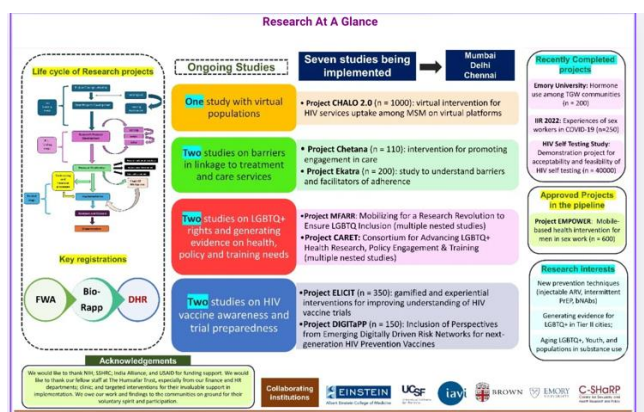 Research At A Glance
Life cycle of Research projects
Key registrations
FWA
Bio-
Rapp
DHR
Ongoing Studies
Seven studies being
implemented
Mumbai
Delhi
Chennai
One study with virtual
populations
• Project CHALO 2.0 (n = 1000): virtual intervention for
HIV services uptake among MSM on virtual platforms
Two studies on barriers
in linkage to treatment
and care services
• Project Chetana (n = 110): intervention for promoting
engagement in care
• Project Ekatra (n = 200): study to understand barriers
and facilitators of adherence
Two studies on LGBTQ+
rights and generating
evidence on health,
policy and training needs
• Project MFARR: Mobilizing for a Research Revolution to
Ensure LGBTQ Inclusion (multiple nested studies)
• Project CARET: Consortium for Advancing LGBTQ+
Health Research, Policy Engagement & Training
(multiple nested studies)
Two studies on HIV
vaccine awareness and
trial preparedness
• Project ELICIT (n = 350): gamified and experiential
interventions for improving understanding of HIV
vaccine trials
• Project DIGITaPP (n = 150): Inclusion of Perspectives
from Emerging Digitally Driven Risk Networks for next-
generation HIV Prevention Vaccines
Recently Completed
projects
Emory University: Hormone
use among TGW communities
(n = 200)
IIR 2022: Experiences of sex
workers in COVID-19 (n=250)
HIV Self Testing Study:
Demonstration project for
acceptability and feasibility of
HIV self testing (n = 40000)
Approved Projects
in the pipeline
Project EMPOWER: Mobile-
based health intervention for
men in sex work (n = 600)
Research Interests
New prevention techniques
(injectable ARV, intermittent
PrEP, bNAbs)
Generating evidence for
LGBTQ+ in Tier II cities;
Aging LGBTQ+, Youth, and
populations in substance use
Acknowledgements
We would like to thank NIH, SSHRC, India Alliance, and USAID for funding support. We would
like to thank our fellow staff at The Humsafar Trust, especially from our finance and HR
departments; clinic; and targeted interventions for their invaluable support in
implementation. We owe our work and findings to the communities on ground for their
voluntary spirit and participation.
Collaborating
Institutions
EINSTEIN
Albert Einstein College of Medicine
UCSF
iavi
BROWN
EMORY
UNIVERSITY
C-SHaRP